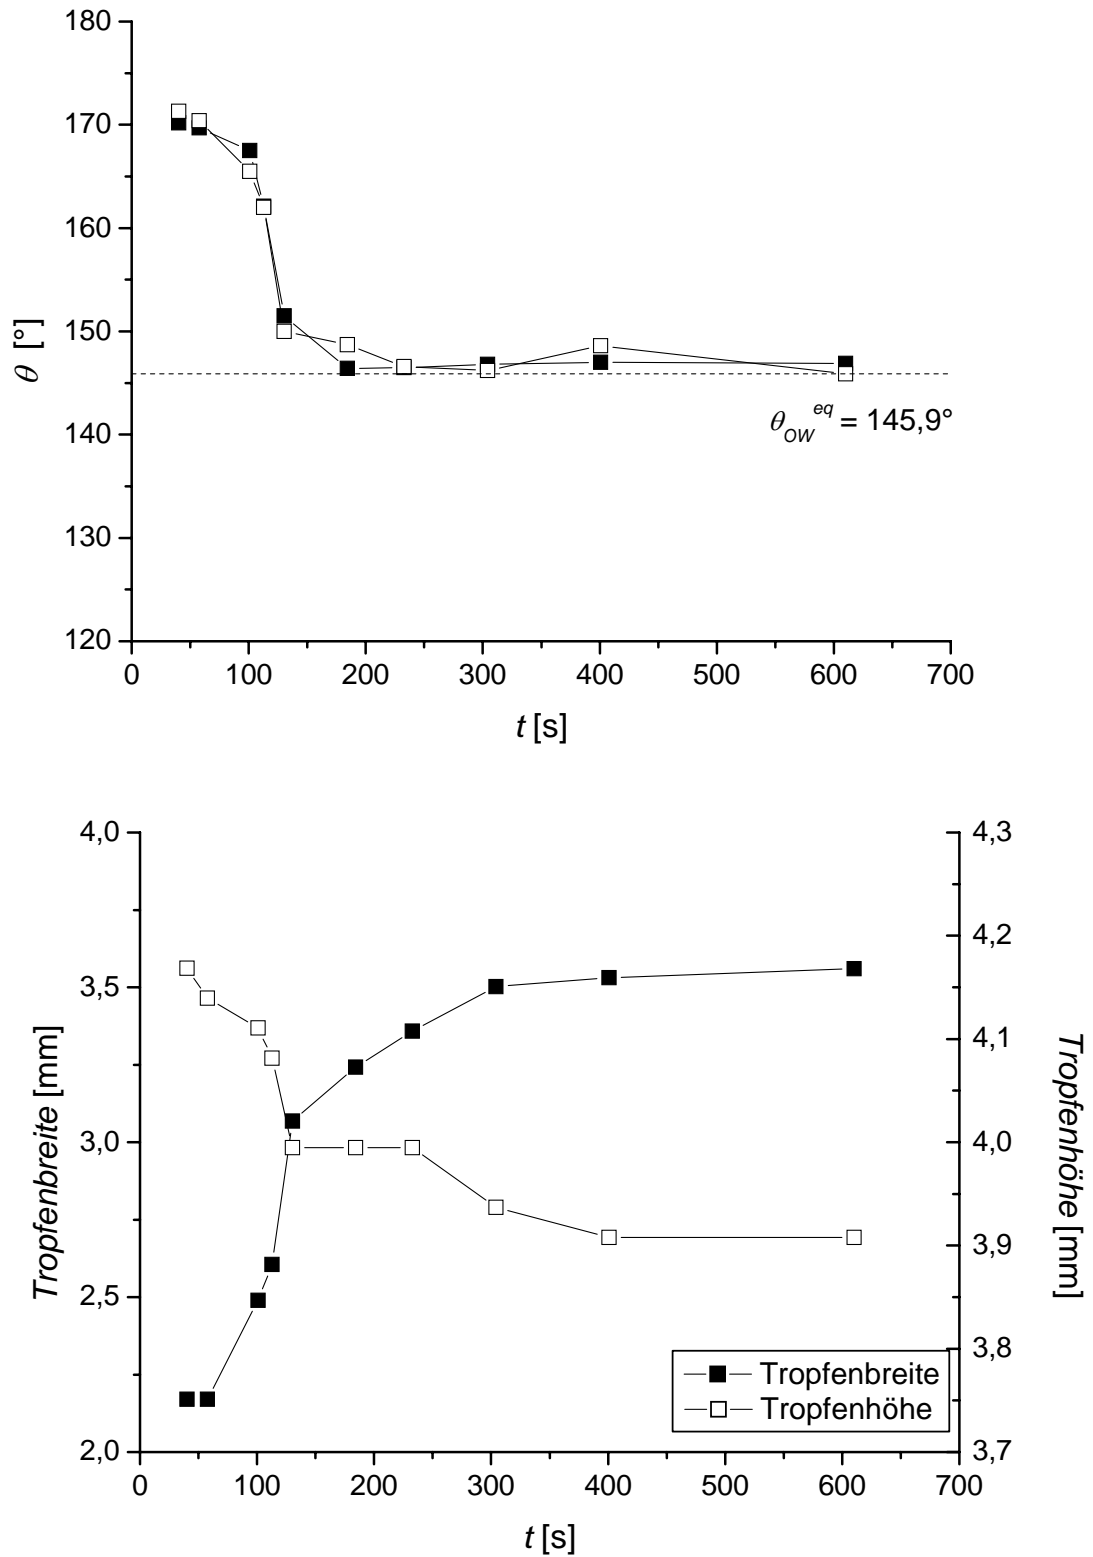 180
170
160
150
140
130
120
θ [°]
θ_OW^eq = 145,9°
0 100 200 300 400 500 600 700
t [s]
4,0
3,5
3,0
2,5
2,0
Tropfenbreite [mm]
4,3
4,2
4,1
4,0
3,9
3,8
3,7
Tropfenhöhe [mm]
Tropfenbreite
Tropfenhöhe
0 100 200 300 400 500 600 700
t [s]